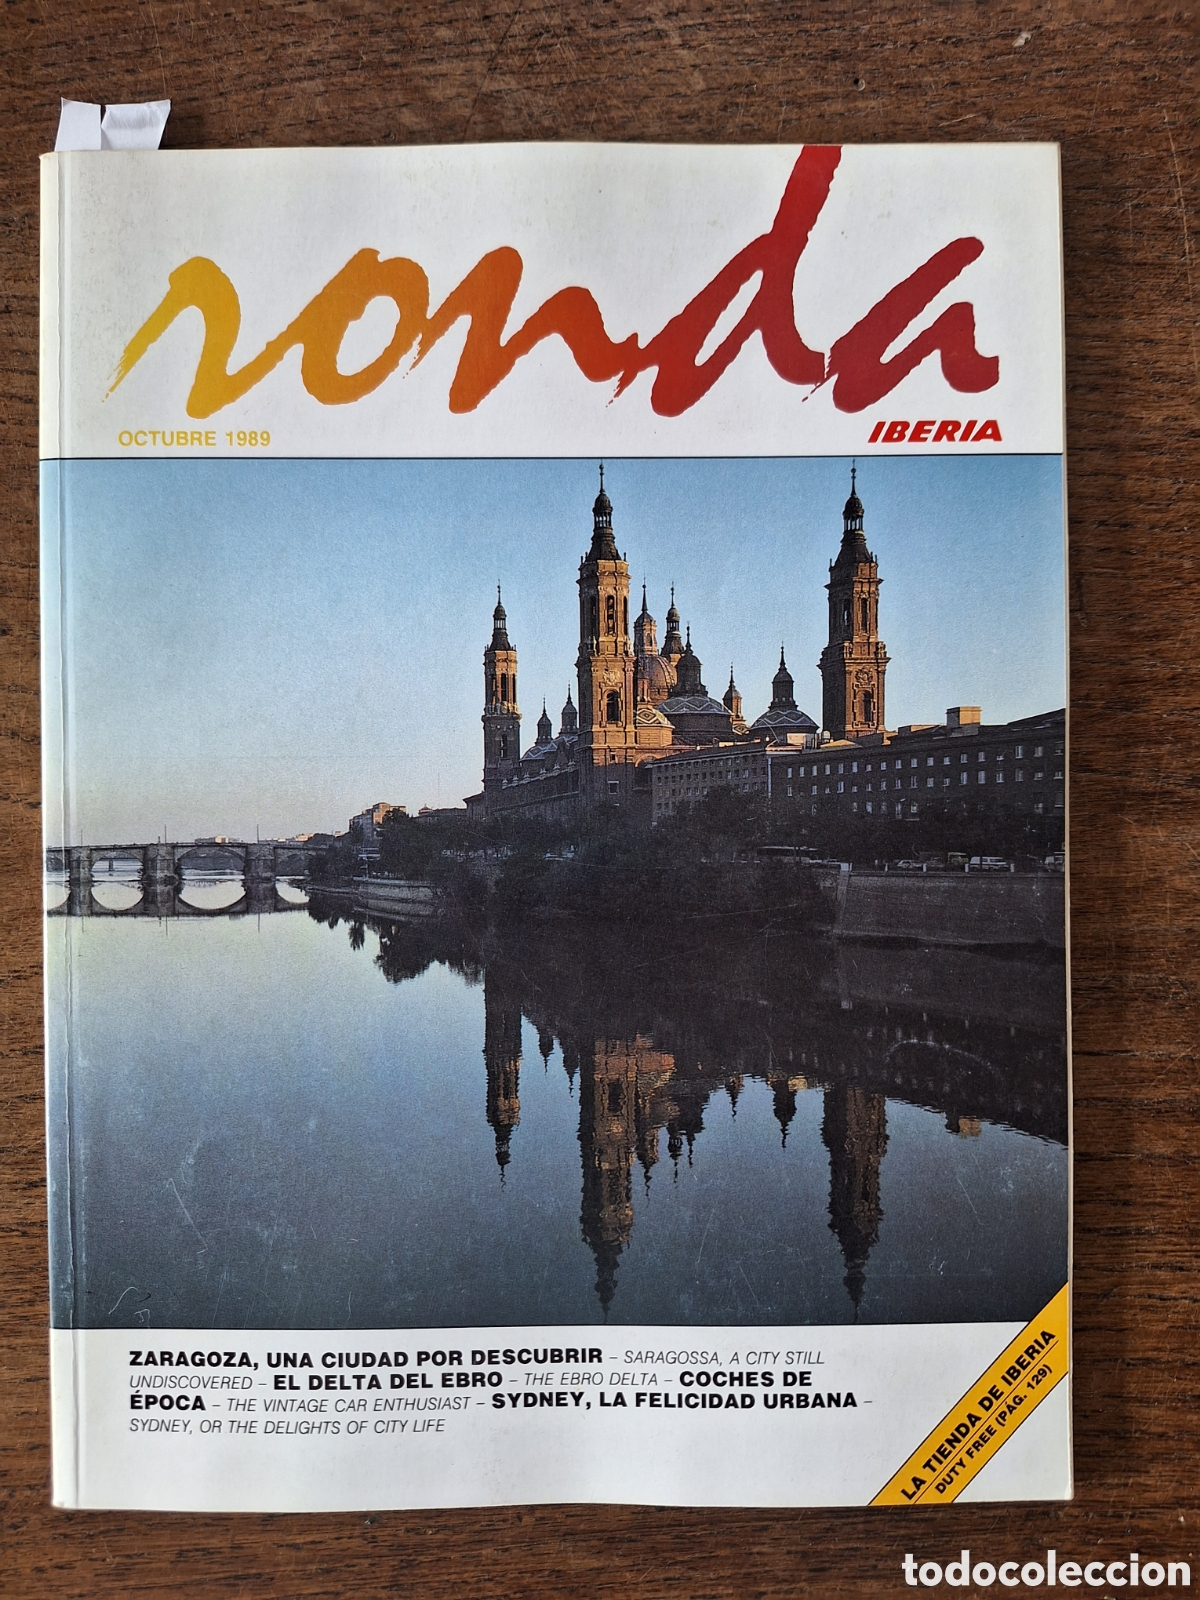 ronda
OCTUBRE 1989
IBERIA
ZARAGOZA, UNA CIUDAD POR DESCUBRIR – SARAGOSSA, A CITY STILL
UNDISCOVERED – EL DELTA DEL EBRO – THE EBRO DELTA – COCHES DE
ÉPOCA – THE VINTAGE CAR ENTHUSIAST – SYDNEY, LA FELICIDAD URBANA –
SYDNEY, OR THE DELIGHTS OF CITY LIFE
LA TIENDA DE IBERIA
DUTY FREE (PÁG. 129)
todocoleccion